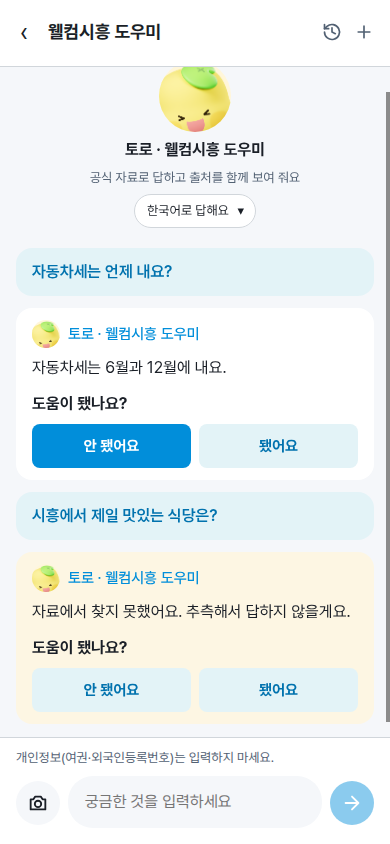 웰컴시흥 도우미
토로 · 웰컴시흥 도우미
공식 자료로 답하고 출처를 함께 보여 줘요
한국어로 답해요 ▼
자동차세는 언제 내요?
토로 · 웰컴시흥 도우미
자동차세는 6월과 12월에 내요.
도움이 됐나요?
안 됐어요 됐어요
시흥에서 제일 맛있는 식당은?
토로 · 웰컴시흥 도우미
자료에서 찾지 못했어요. 추측해서 답하지 않을게요.
도움이 됐나요?
안 됐어요 됐어요
개인정보(여권·외국인등록번호)는 입력하지 마세요.
궁금한 것을 입력하세요